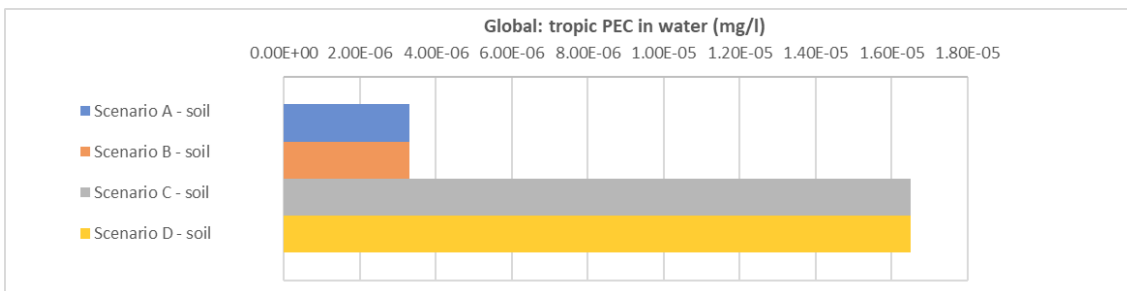 Global: tropic PEC in water (mg/l)
0.00E+00 2.00E-06 4.00E-06 6.00E-06 8.00E-06 1.00E-05 1.20E-05 1.40E-05 1.60E-05 1.80E-05
Scenario A - soil
Scenario B - soil
Scenario C - soil
Scenario D - soil